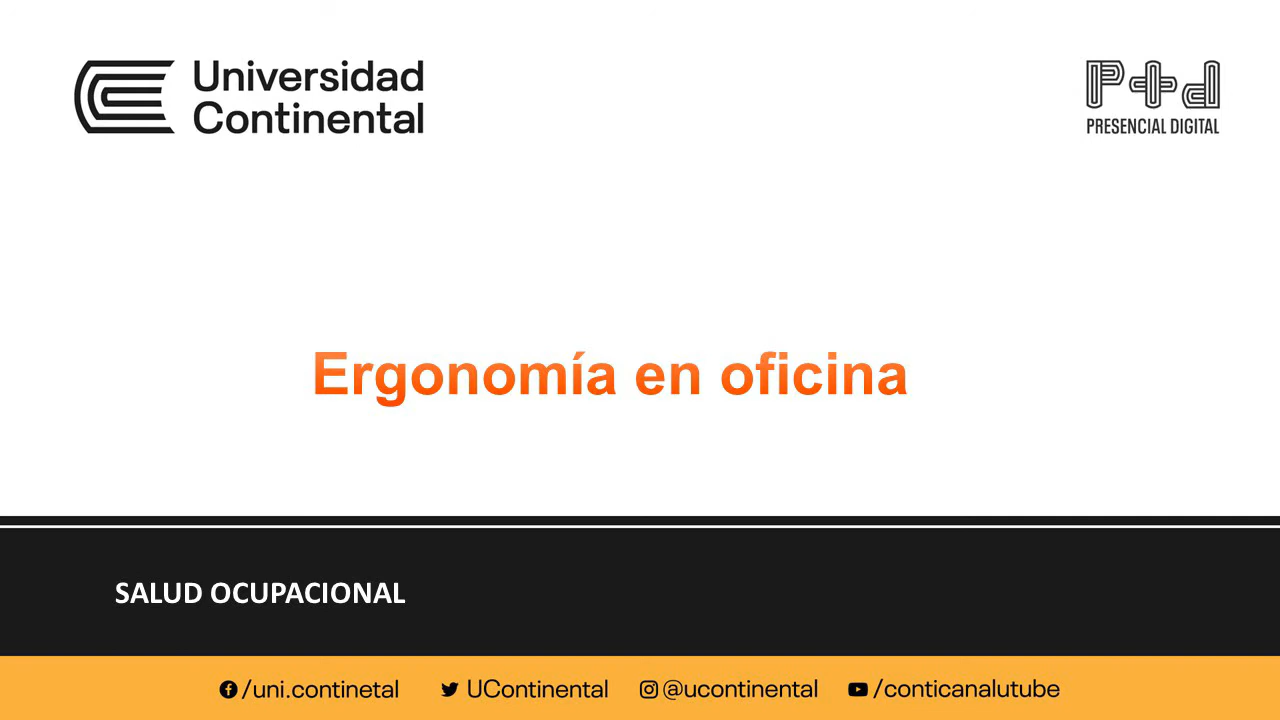 Universidad
Continental
P+d
PRESENCIAL DIGITAL
Ergonomía en oficina
SALUD OCUPACIONAL
/uni.continetal UContinental @ucontinental /conticanalutube